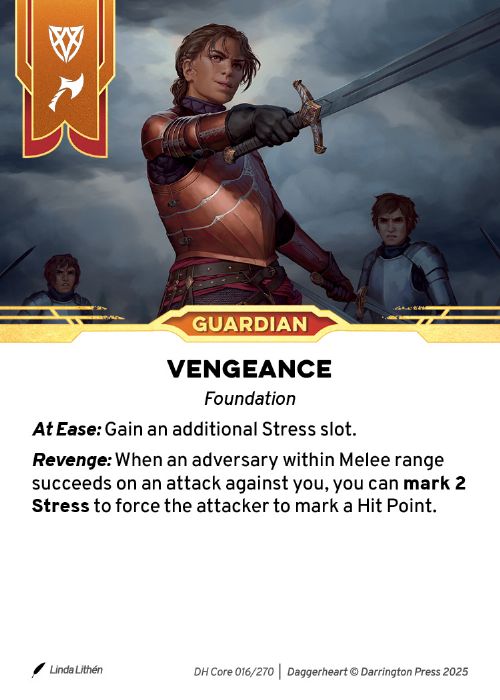 GUARDIAN
VENGEANCE
Foundation
At Ease: Gain an additional Stress slot.
Revenge: When an adversary within Melee range
succeeds on an attack against you, you can mark 2
Stress to force the attacker to mark a Hit Point.
Linda Lithén
DH Core 016/270 | Daggerheart © Darrington Press 2025